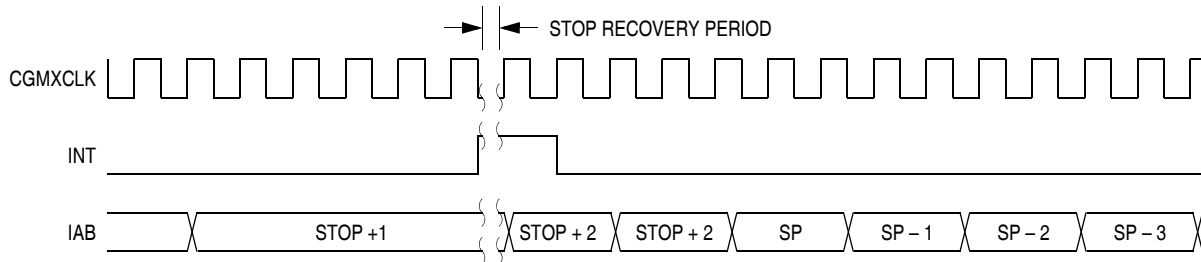 STOP RECOVERY PERIOD
CGMXCLK
INT
IAB
STOP +1
STOP + 2
STOP + 2
SP
SP – 1
SP – 2
SP – 3